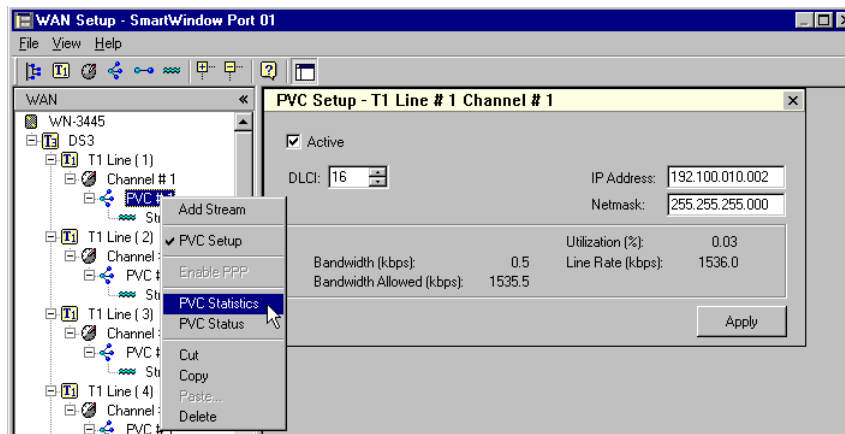 WAN Setup - SmartWindow Port 01
File View Help
WAN «
WN-3445
DS3
T1 Line ( 1)
Channel # 1
PVC #
T1 Line ( 2)
Channel
PVC
T1 Line ( 3)
Channel
PVC
T1 Line ( 4)
Channel
PVC #
Add Stream
PVC Setup
Enable PPP
PVC Statistics
PVC Status
Cut
Copy
Paste...
Delete
PVC Setup - T1 Line # 1 Channel # 1
Active
DLCI: 16
IP Address: 192.100.010.002
Netmask: 255.255.255.000
Utilization (%): 0.03
Bandwidth (kbps): 0.5 Line Rate (kbps): 1536.0
Bandwidth Allowed (kbps): 1535.5
Apply